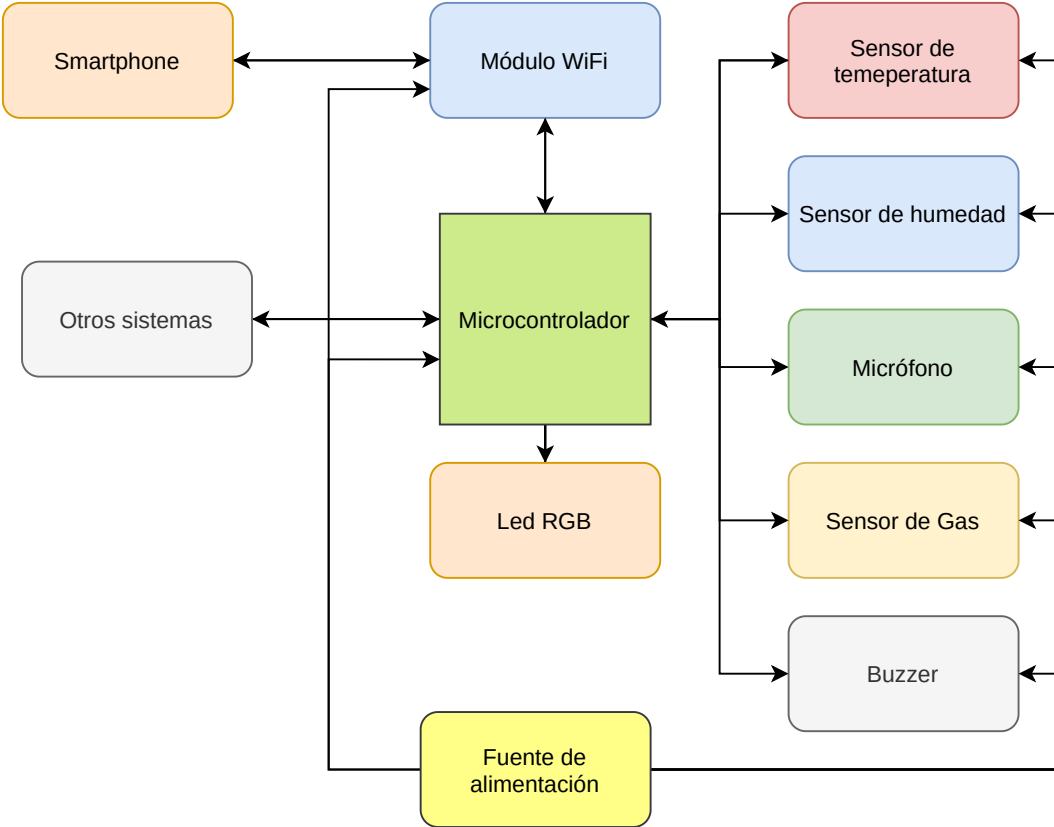 Smartphone
Módulo WiFi
Sensor de
temeperatura
Sensor de humedad
Otros sistemas
Microcontrolador
Micrófono
Led RGB
Sensor de Gas
Buzzer
Fuente de
alimentación